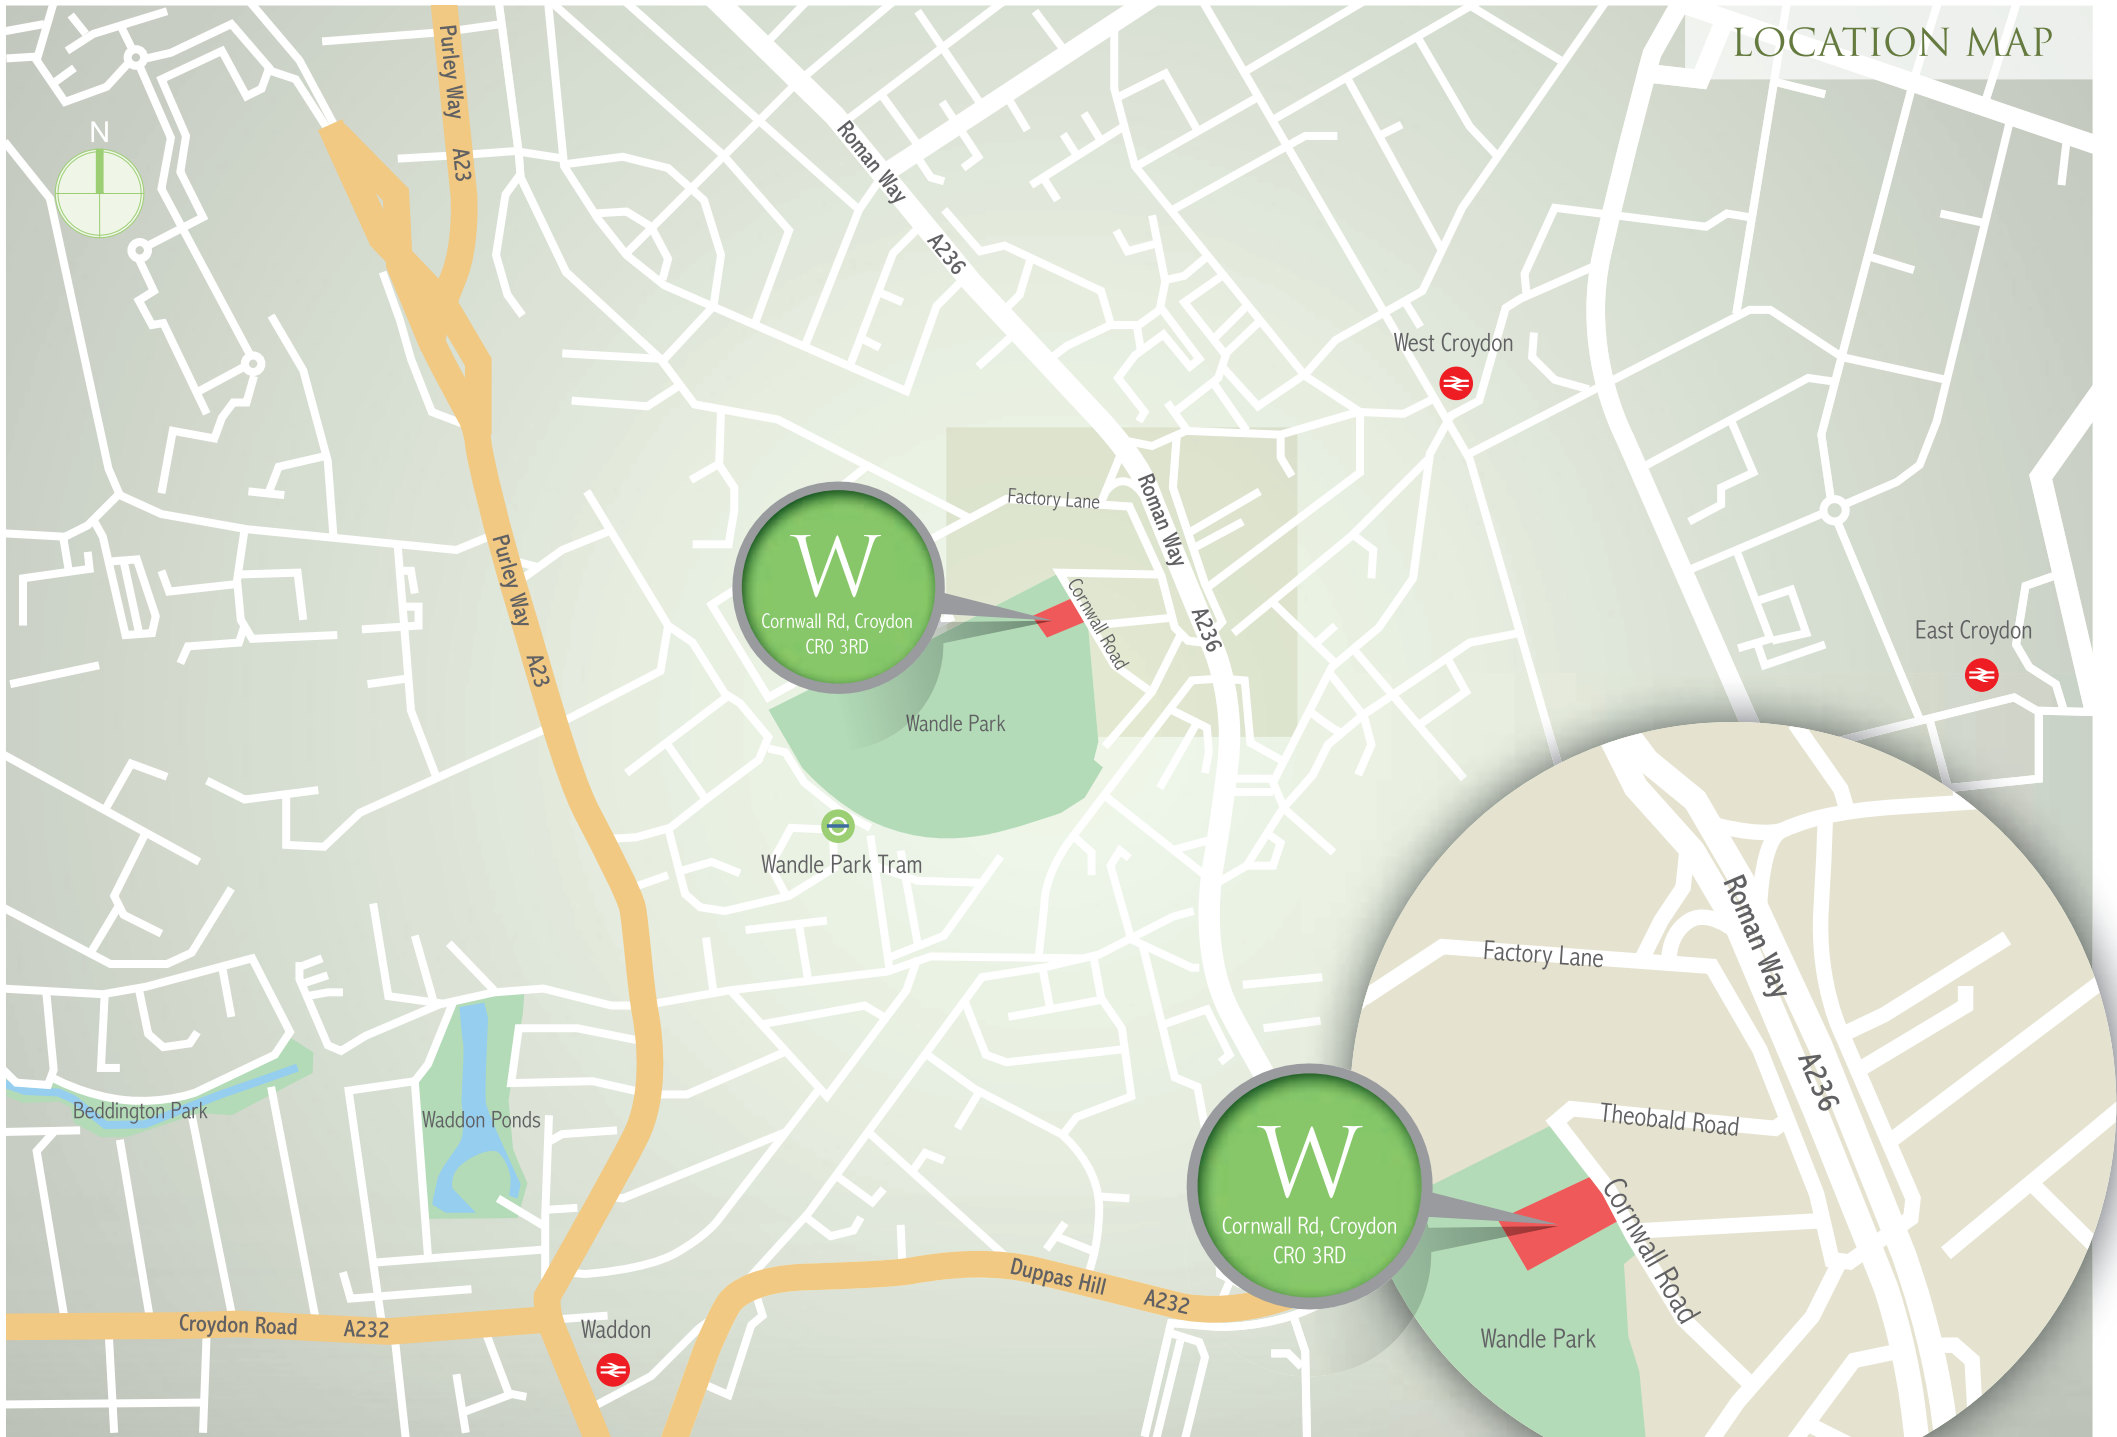 LOCATION MAP
N
Purley Way
A23
Roman Way
A236
West Croydon
Factory Lane
Roman Way
Purley Way
W
Cornwall Rd, Croydon
CR0 3RD
Cornwall Road
A236
East Croydon
A23
Wandle Park
Wandle Park Tram
Roman Way
Factory Lane
A236
Beddington Park
Waddon Ponds
Theobald Road
W
Cornwall Rd, Croydon
CR0 3RD
Cornwall Road
Duppas Hill
A232
Croydon Road
A232
Waddon
Wandle Park